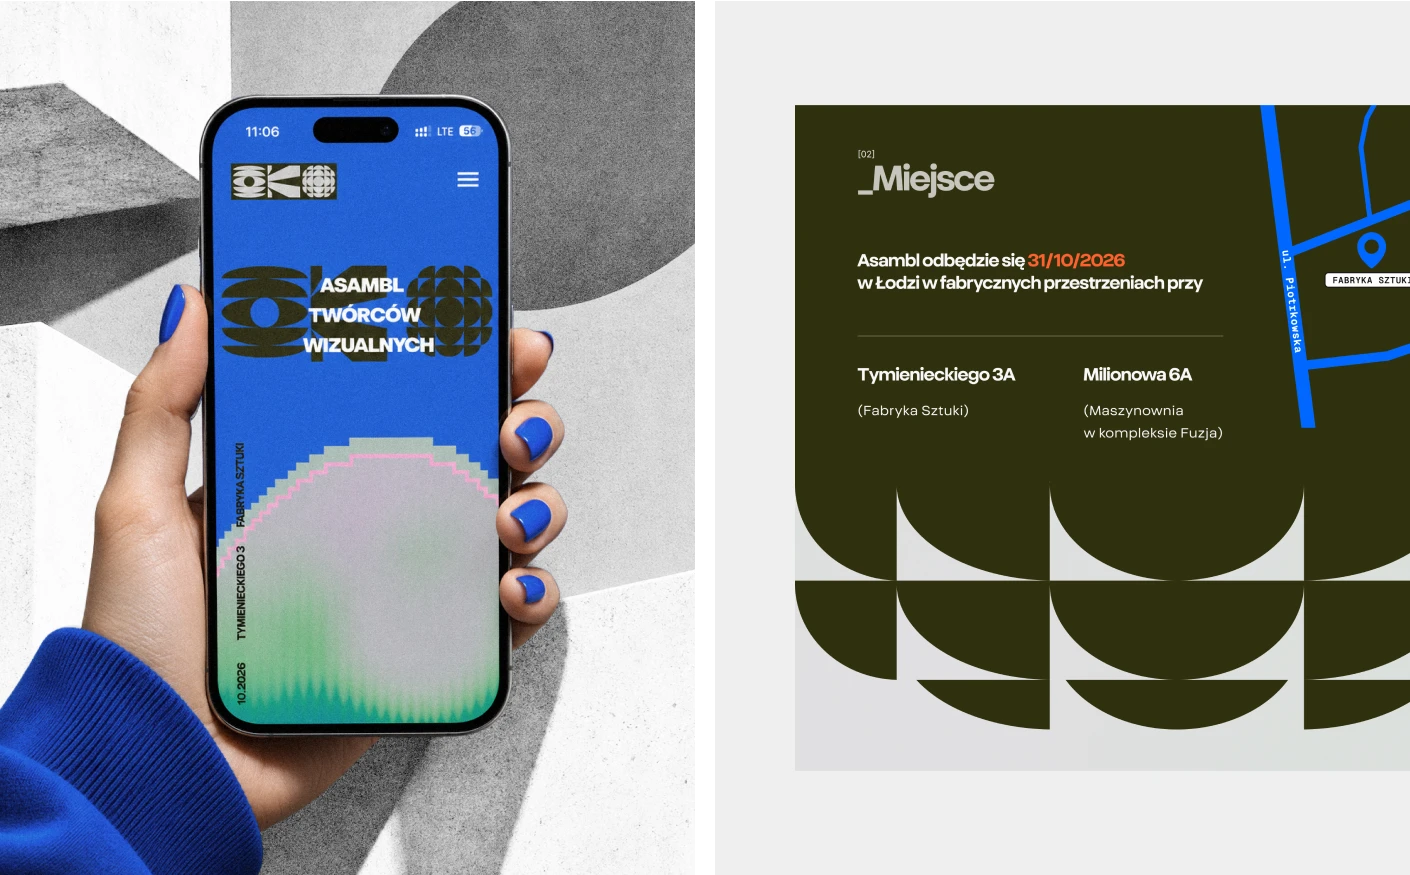 11:06
LTE
56
OKO
OKO
ASAMBL
TWÓRCÓW
WIZUALNYCH
10.2026 TYMIENIECKIEGO 3 FABRYKA SZTUKI
[02]
_Miejsce
Asambl odbędzie się 31/10/2026
w Łodzi w fabrycznych przestrzeniach przy
Tymienieckiego 3A
(Fabryka Sztuki)
Milionowa 6A
(Maszynownia
w kompleksie Fuzja)
ul. Piotrkowska
FABRYKA SZTUKI